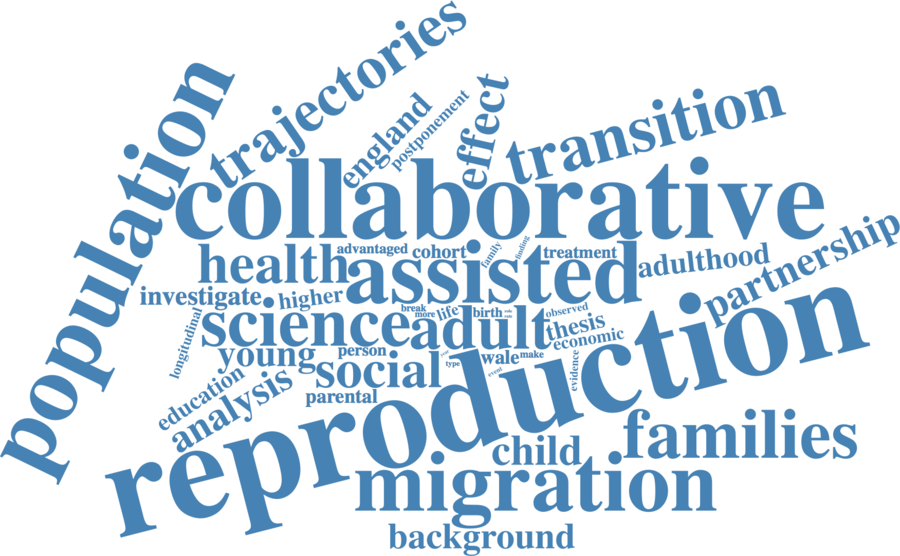 trajectories
population
england
postponement
effect
transition
collaborative
partnership
health
advantaged
cohort
family
finding
treatment
assisted
adulthood
investigate
higher
longitudinal
science
break
more
life
birth
observed
adult
thesis
economic
young
person
wale
make
type
event
evidence
social
education
analysis
parental
reproduction
child
families
migration
background